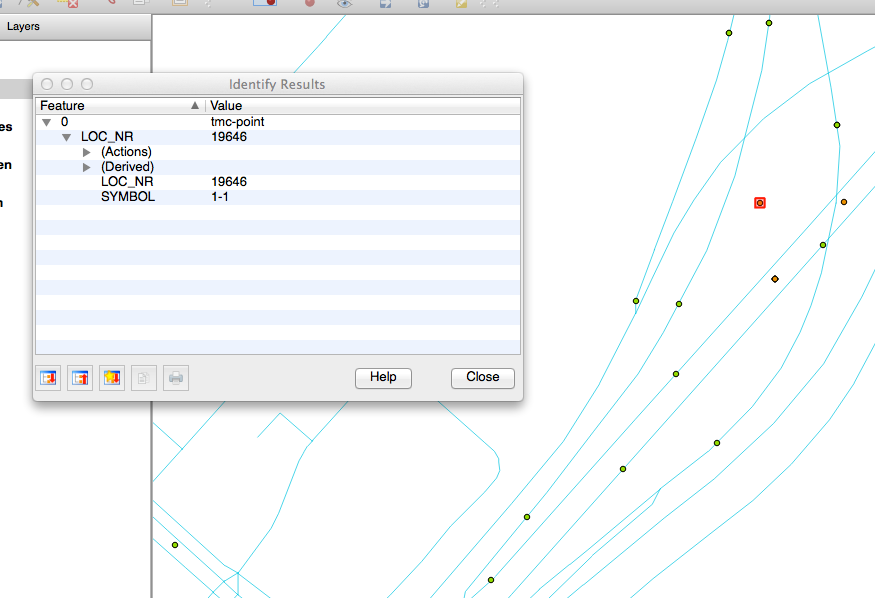 Layers
es
en
Identify Results
Feature Value
0 tmc-point
LOC_NR 19646
(Actions)
(Derived)
LOC_NR 19646
SYMBOL 1-1
Help Close